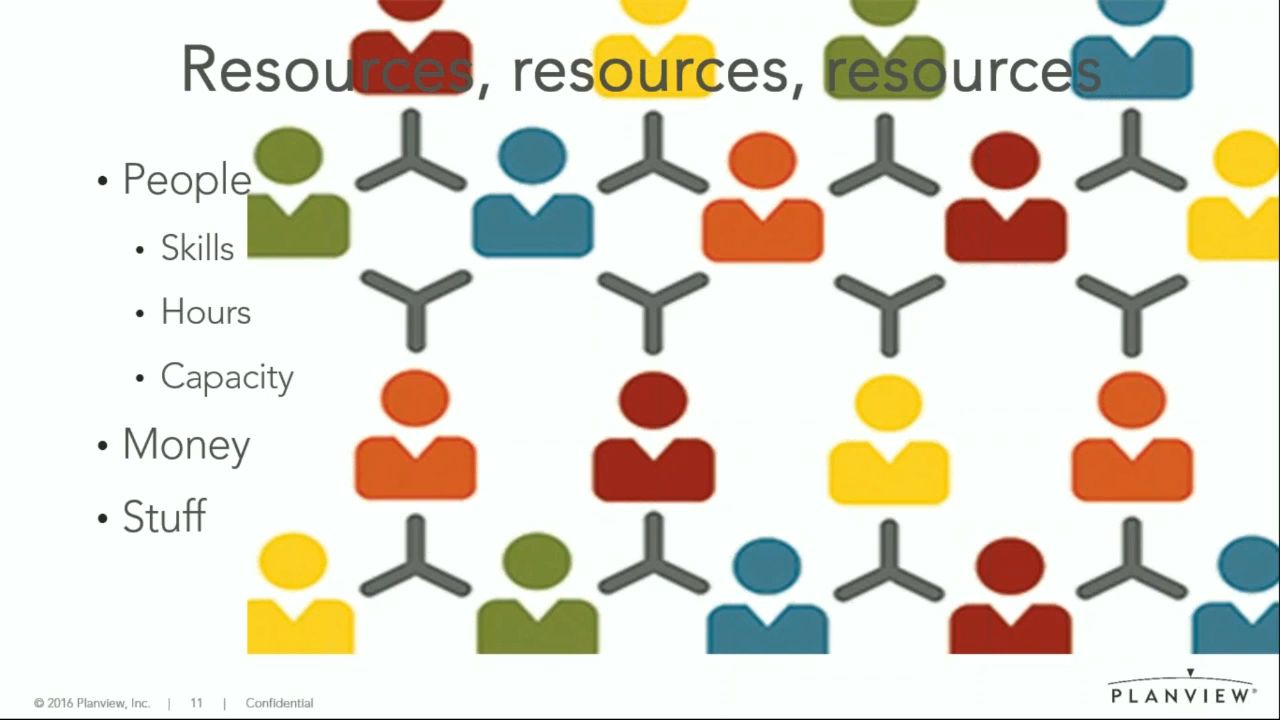 Resources, resources, resources
• People
• Skills
• Hours
• Capacity
• Money
• Stuff
© 2016 Planview, Inc. | 11 | Confidential
PLANVIEW®